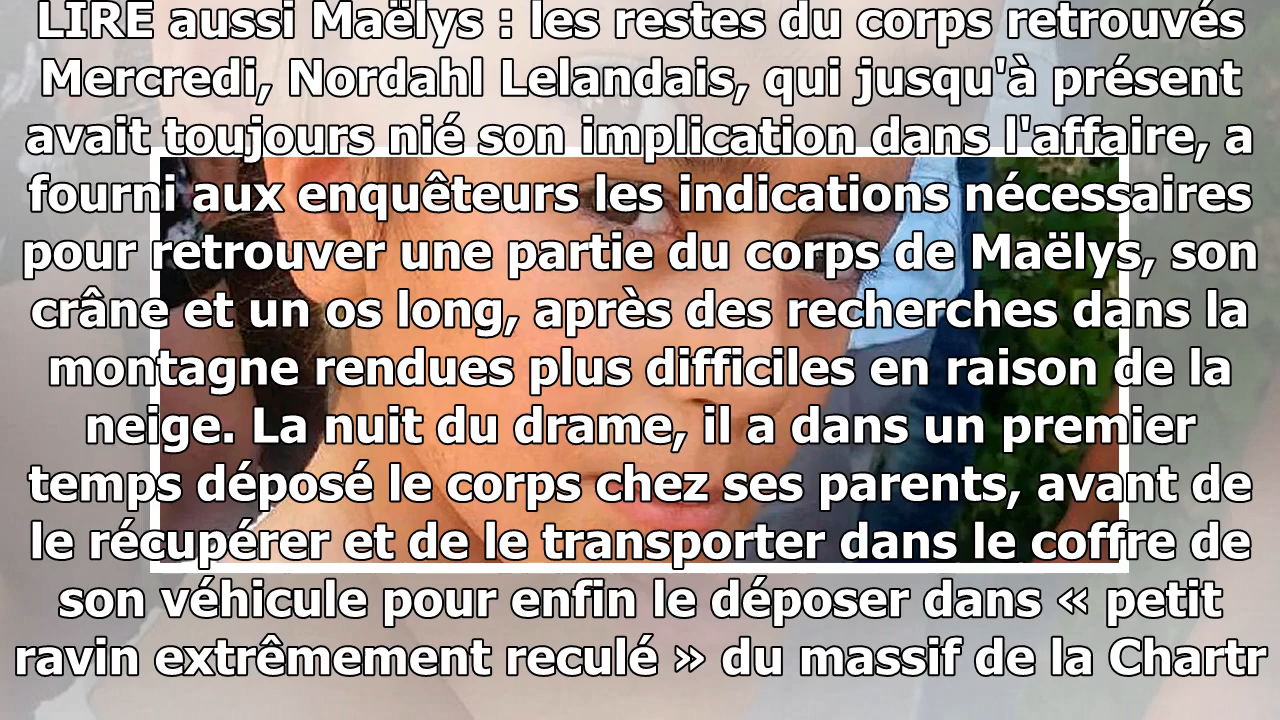 LIRE aussi Maëlys : les restes du corps retrouvés
Mercredi, Nordahl Lelandais, qui jusqu'à présent
avait toujours nié son implication dans l'affaire, a
fourni aux enquêteurs les indications nécessaires
pour retrouver une partie du corps de Maëlys, son
crâne et un os long, après des recherches dans la
montagne rendues plus difficiles en raison de la
neige. La nuit du drame, il a dans un premier
temps déposé le corps chez ses parents, avant de
le récupérer et de le transporter dans le coffre de
son véhicule pour enfin le déposer dans « petit
ravin extrêmement reculé » du massif de la Chartr